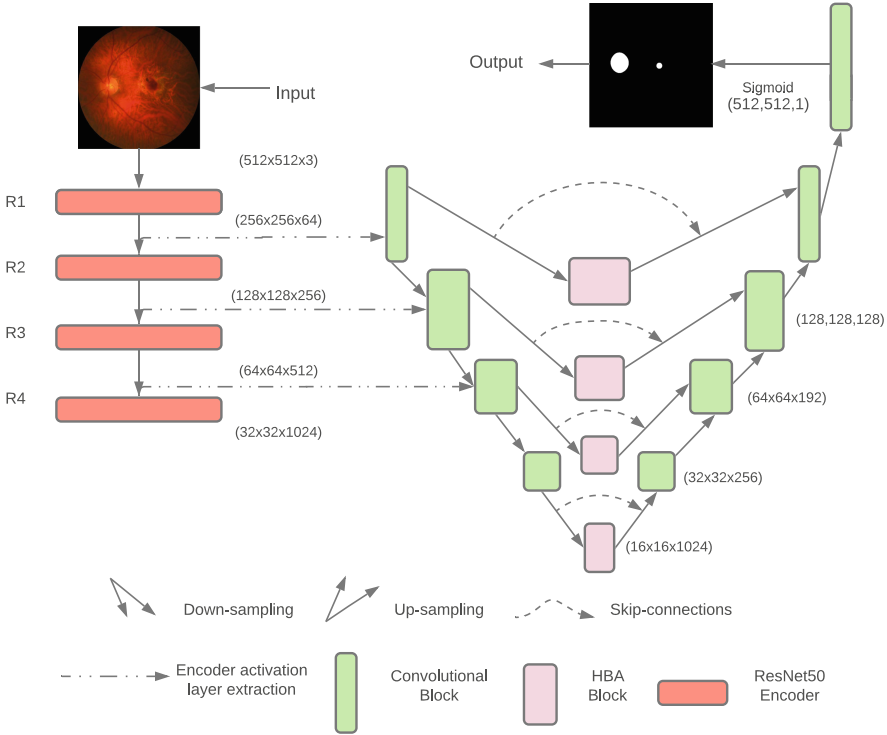 Input
Output
Sigmoid
(512,512,1)
(512x512x3)
R1
(256x256x64)
R2
(128x128x256)
R3
(64x64x512)
R4
(32x32x1024)
(128,128,128)
(64x64x192)
(32x32x256)
(16x16x1024)
Down-sampling
Up-sampling
Skip-connections
Encoder activation
layer extraction
Convolutional
Block
HBA
Block
ResNet50
Encoder